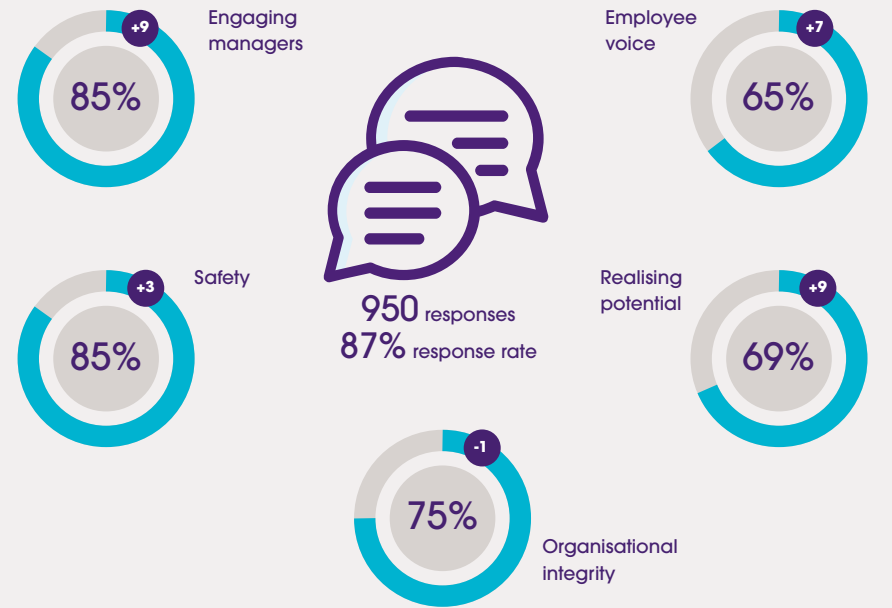 +9
Engaging
managers
85%
+7
Employee
voice
65%
+3
Safety
85%
950 responses
87% response rate
+9
Realising
potential
69%
-1
75%
Organisational
integrity